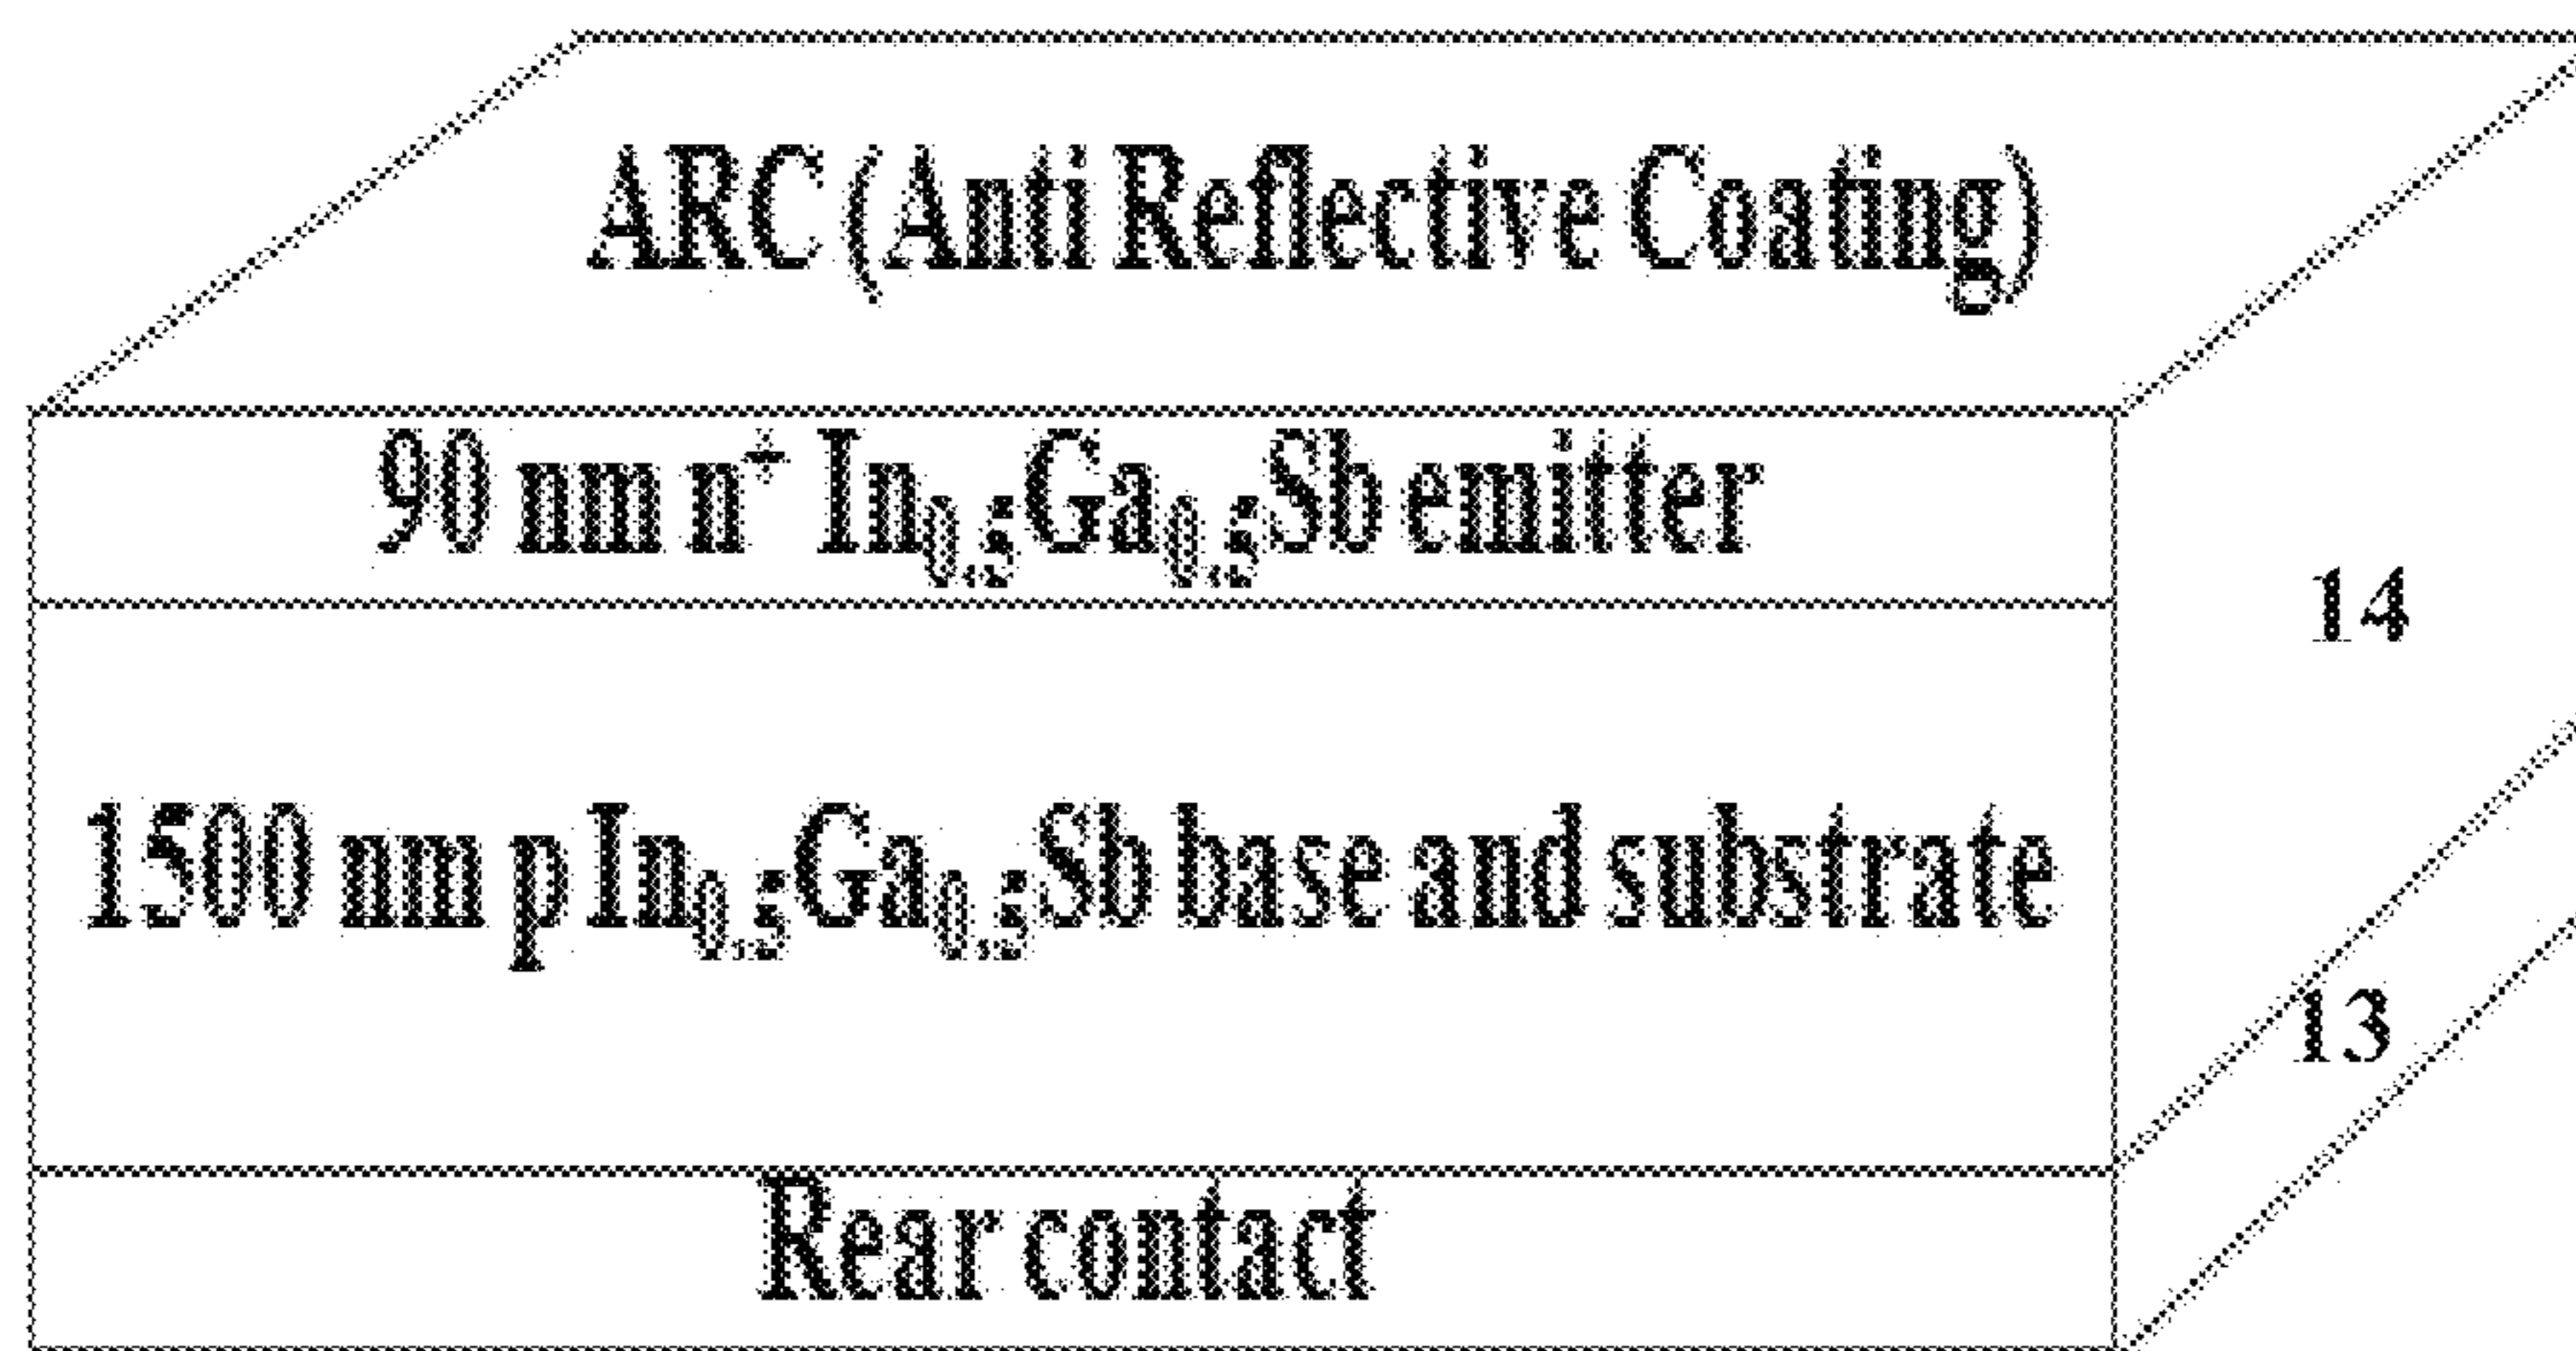 ARC (Anti Reflective Coating)
90 nm n⁺ In₀.₅Ga₀.₅Sb emitter
14
1500 nm p In₀.₅Ga₀.₅Sb base and substrate
13
Rear contact